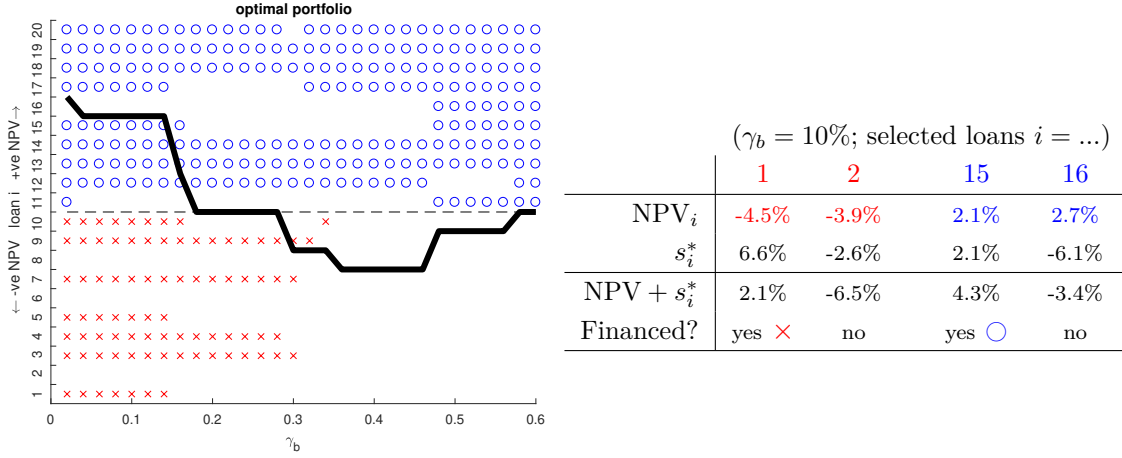 optimal portfolio
← -ve NPV loan i +ve NPV→
20
19
18
17
16
15
14
13
12
11
10
9
8
7
6
5
4
3
2
1
0 0.1 0.2 0.3 0.4 0.5 0.6
γb
(γb = 10%; selected loans i = ...)
1 2 15 16
NPVi -4.5% -3.9% 2.1% 2.7%
s*i 6.6% -2.6% 2.1% -6.1%
NPV + s*i 2.1% -6.5% 4.3% -3.4%
Financed? yes × no yes ○ no